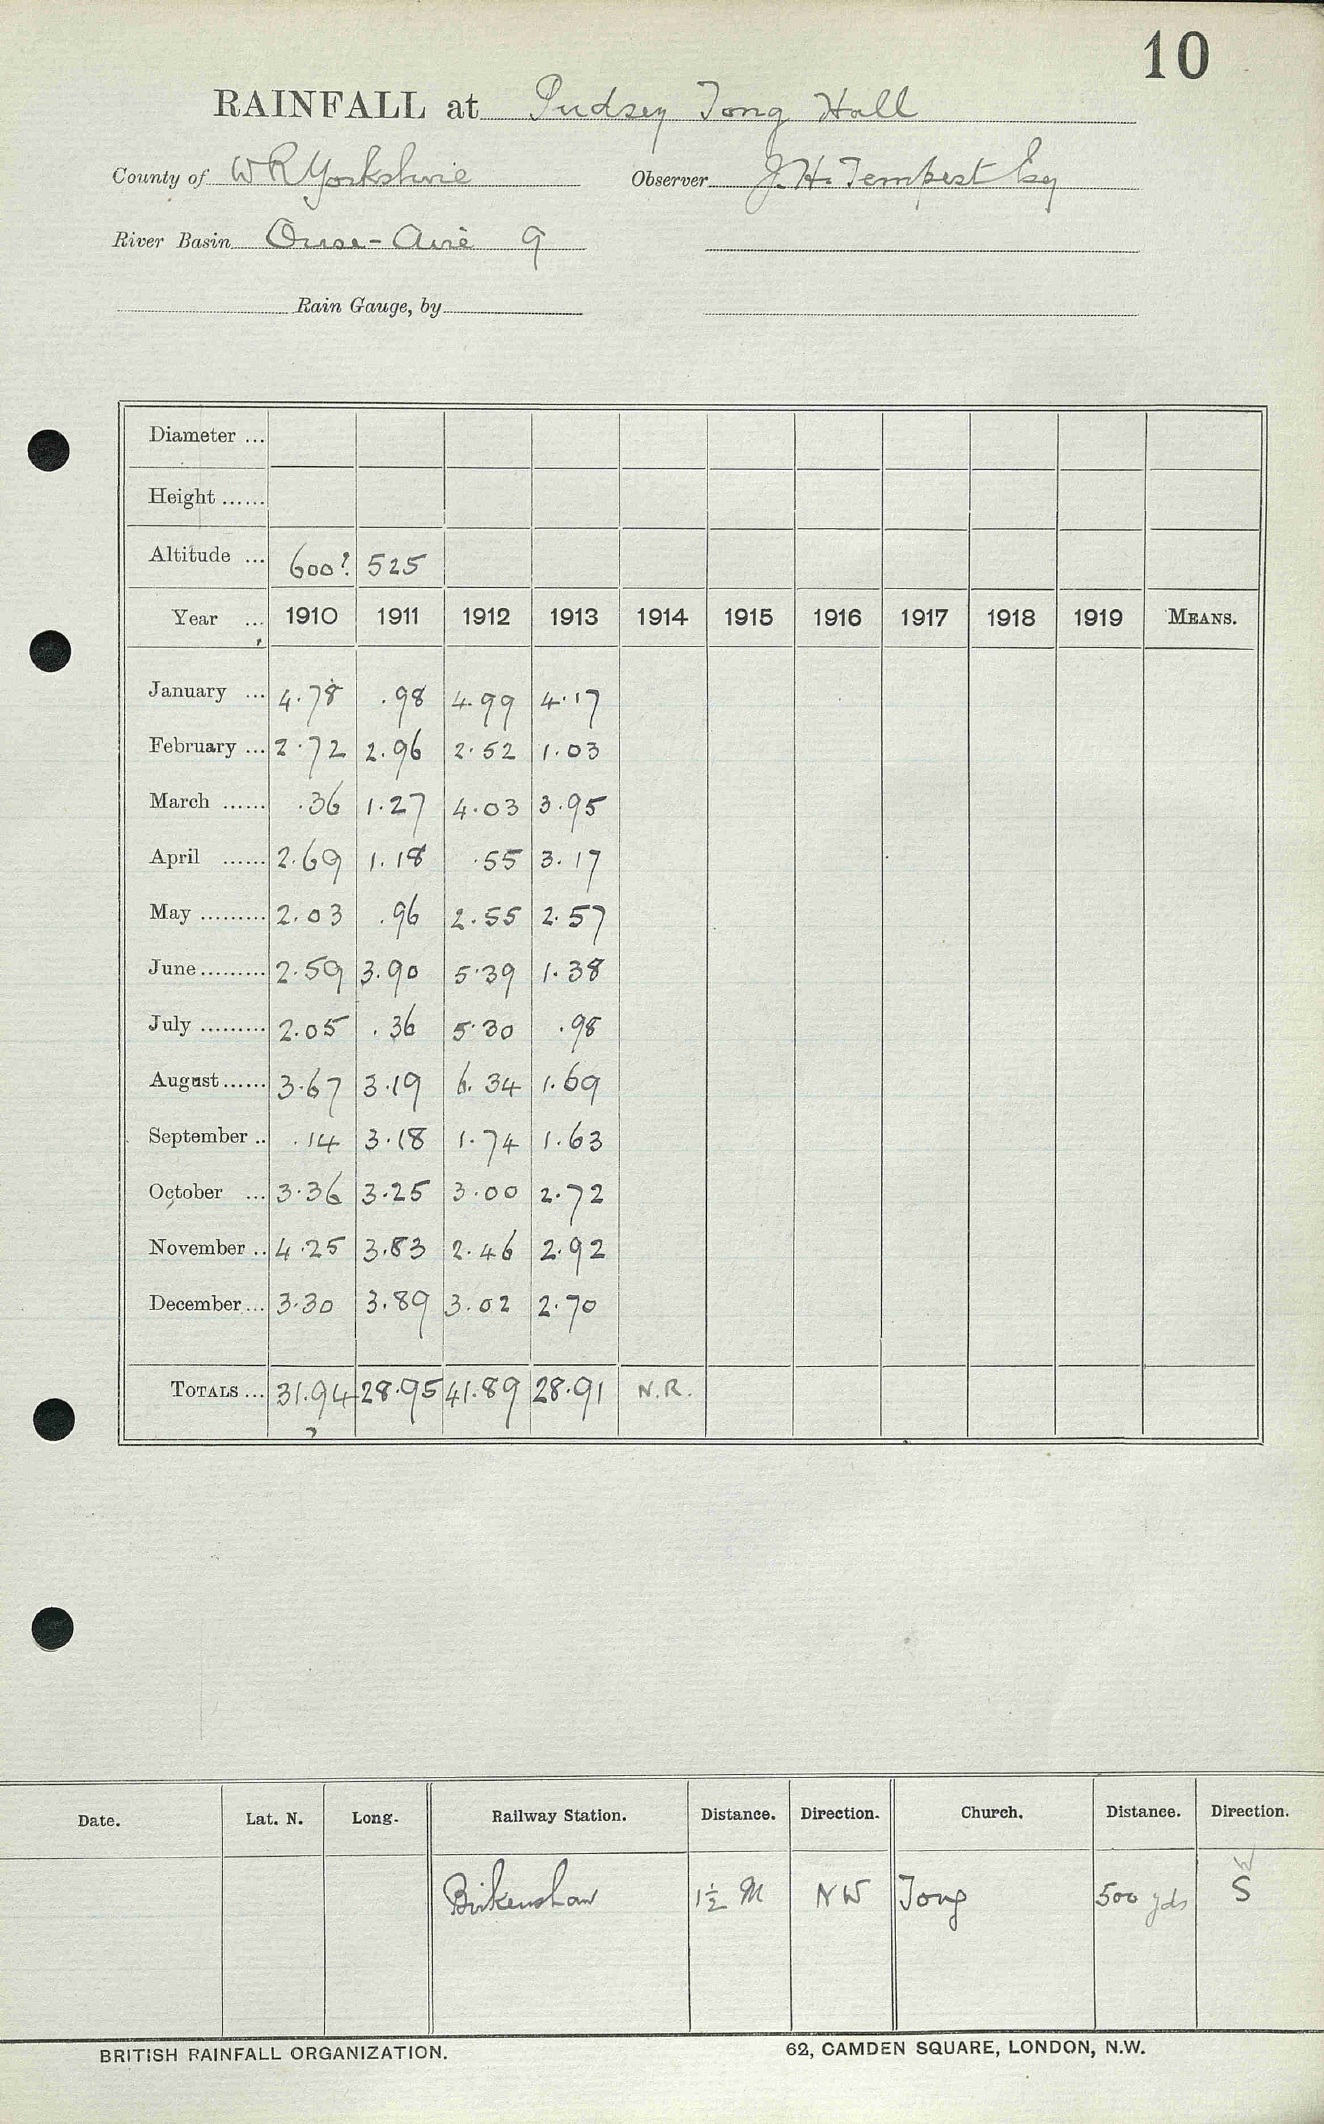 10
RAINFALL at Pudsey Tong Hall
County of W R Yorkshire Observer J. H. Tempest Esq
River Basin Ouse - Aire 9
Rain Gauge, by
Diameter ...
Height ......
Altitude ... 600? 525
Year ... 1910 1911 1912 1913 1914 1915 1916 1917 1918 1919 MEANS.
January ... 4.78 .98 4.99 4.17
February ... 2.72 2.96 2.52 1.03
March ...... .36 1.27 4.03 3.95
April ...... 2.69 1.18 .55 3.17
May ......... 2.03 .96 2.55 2.57
June ......... 2.59 3.90 5.39 1.38
July ......... 2.05 .36 5.30 .98
August ...... 3.67 3.19 6.34 1.69
September .. .14 3.18 1.74 1.63
October ... 3.36 3.25 3.00 2.72
November .. 4.25 3.83 2.46 2.92
December ... 3.30 3.89 3.02 2.70
TOTALS ... 31.94 28.95 41.89 28.91 N.R.
?
Date. Lat. N. Long. Railway Station. Distance. Direction. Church. Distance. Direction.
Birkenshaw 1½ M NW Tong 500 yds S
BRITISH RAINFALL ORGANIZATION. 62, CAMDEN SQUARE, LONDON, N.W.